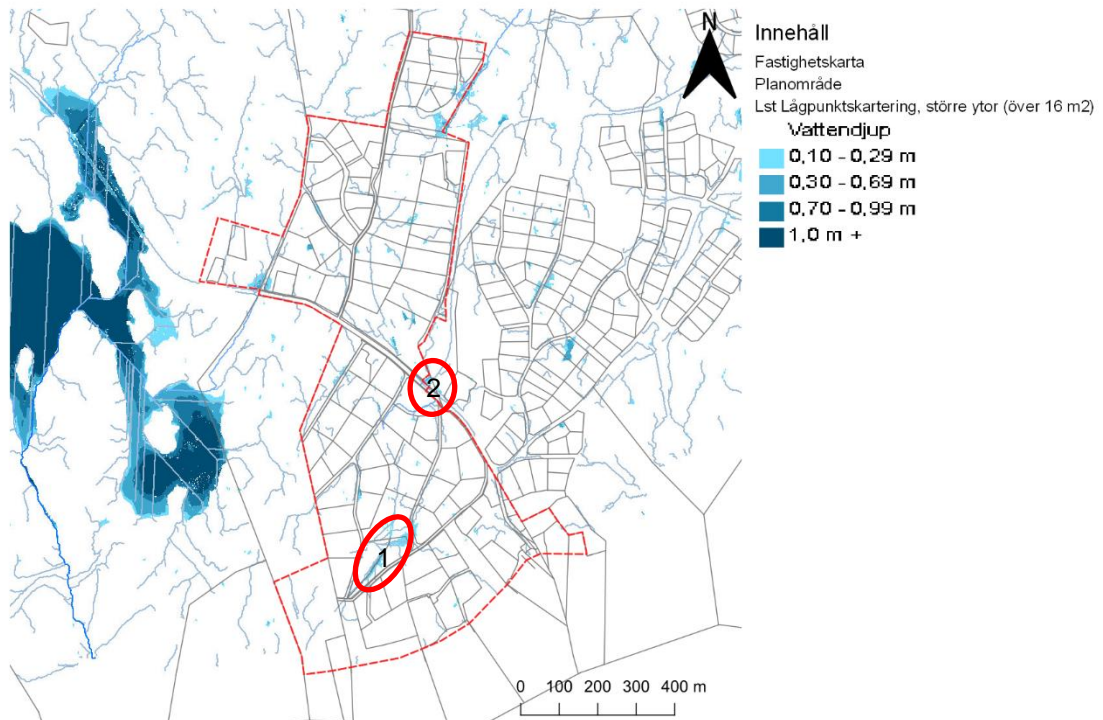 N
Innehåll
Fastighetskarta
Planområde
Lst Lågpunktskartering, större ytor (över 16 m2)
Vattendjup
0,10 - 0,29 m
0,30 - 0,69 m
0,70 - 0,99 m
1,0 m +
2
1
0 100 200 300 400 m